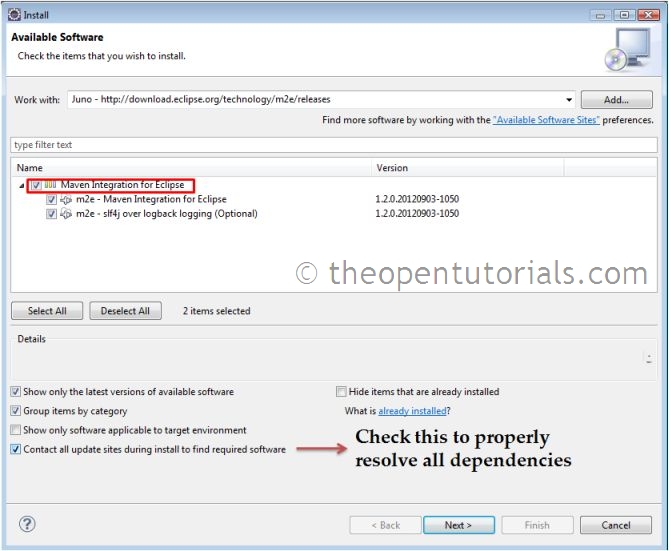 Install
Available Software
Check the items that you wish to install.
Work with: Juno - http://download.eclipse.org/technology/m2e/releases Add...
Find more software by working with the "Available Software Sites" preferences.
type filter text
Name Version
Maven Integration for Eclipse
m2e - Maven Integration for Eclipse 1.2.0.20120903-1050
m2e - slf4j over logback logging (Optional) 1.2.0.20120903-1050
© theopentutorials.com
Select All Deselect All 2 items selected
Details
Show only the latest versions of available software Hide items that are already installed
Group items by category What is already installed?
Show only software applicable to target environment
Contact all update sites during install to find required software
Check this to properly
resolve all dependencies
? < Back Next > Finish Cancel